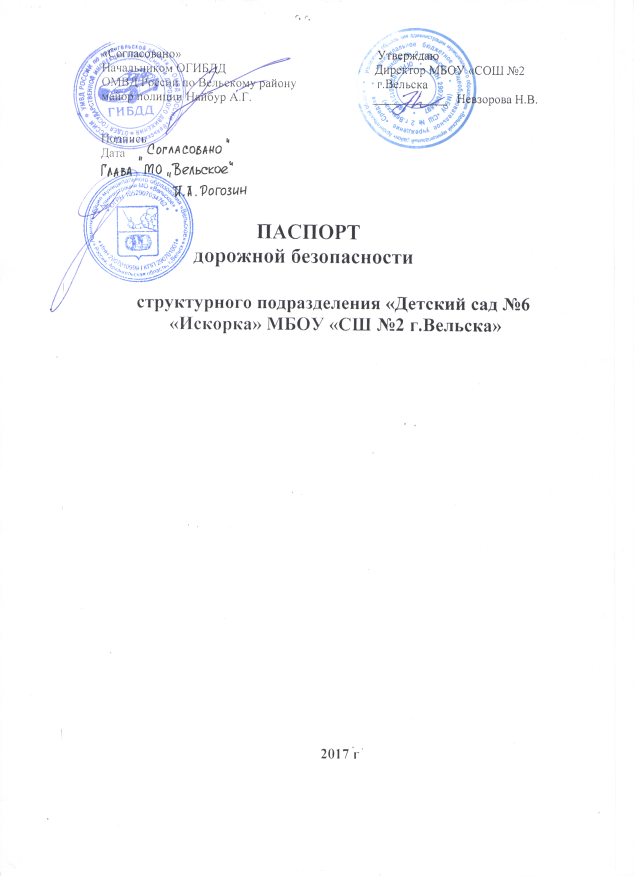 «Согласовано»
Начальником ОГИБДД
ОМВД России по Вельскому району
майор полиции Найбур А.Г.
Подпись
Дата
„Согласовано"
Глава МО „Вельское"
И.А. Рогозин
Утверждаю
Директор МБОУ «СОШ №2
г.Вельска
Невзорова Н.В.
ГИБДД
ПАСПОРТ
дорожной безопасности
структурного подразделения «Детский сад №6
«Искорка» МБОУ «СШ №2 г.Вельска»
2017 г